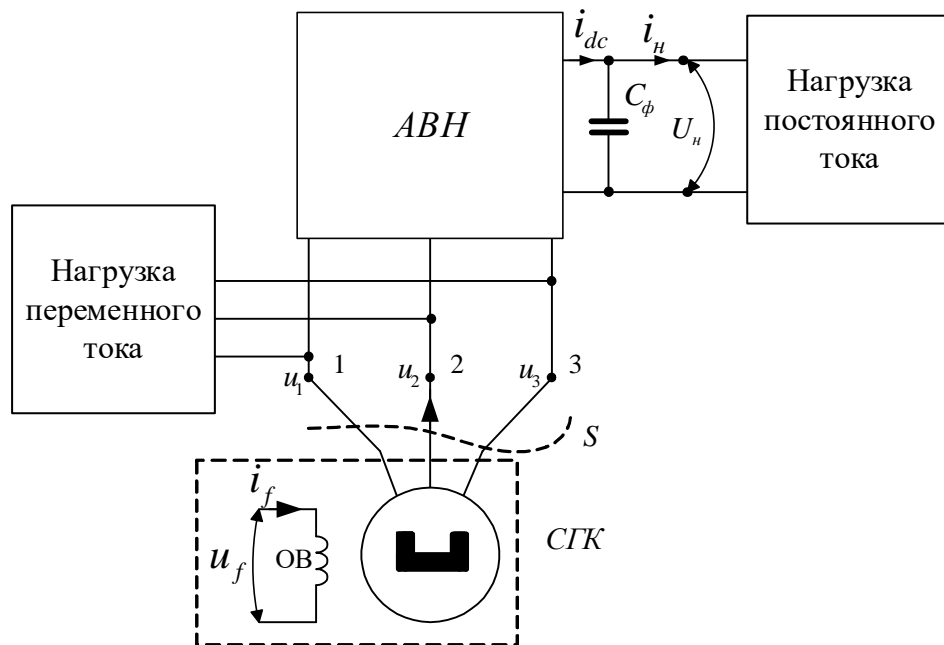 i_dc
i_н
АВН
C_ф
U_н
Нагрузка
постоянного
тока
Нагрузка
переменного
тока
u_1
1
u_2
2
u_3
3
S
i_f
u_f
ОВ
СГК